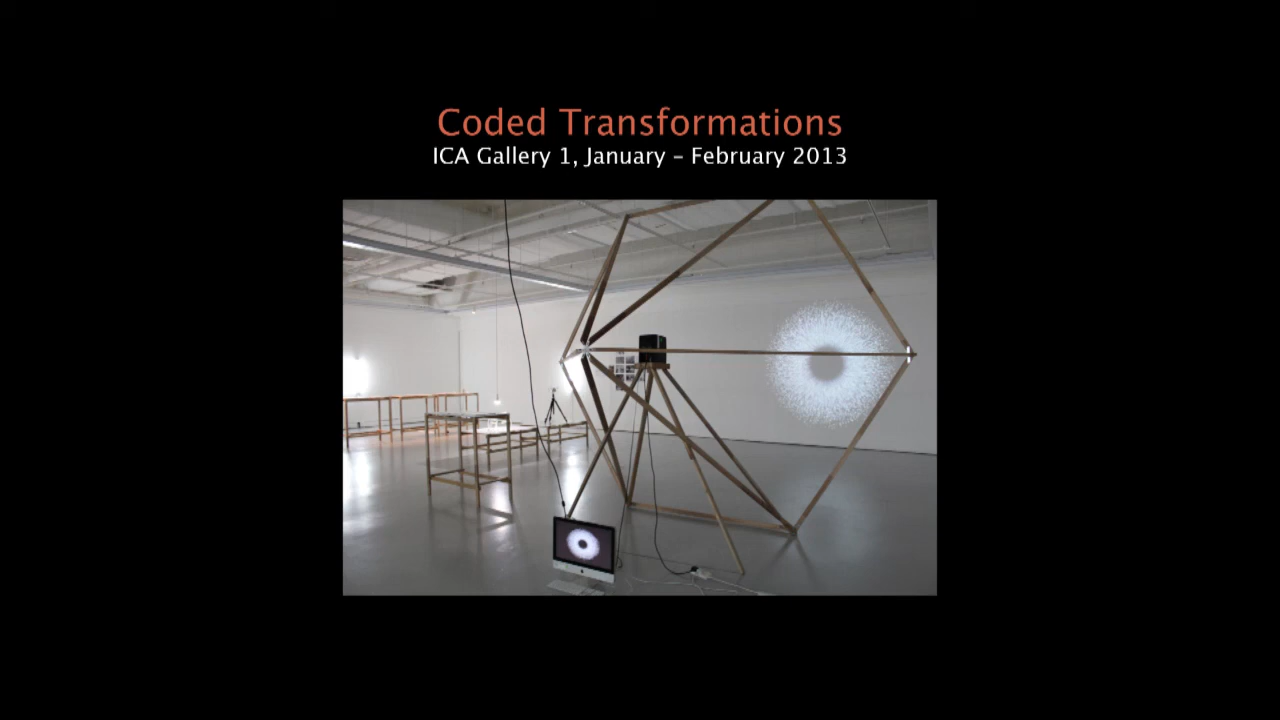 Coded Transformations
ICA Gallery 1, January – February 2013